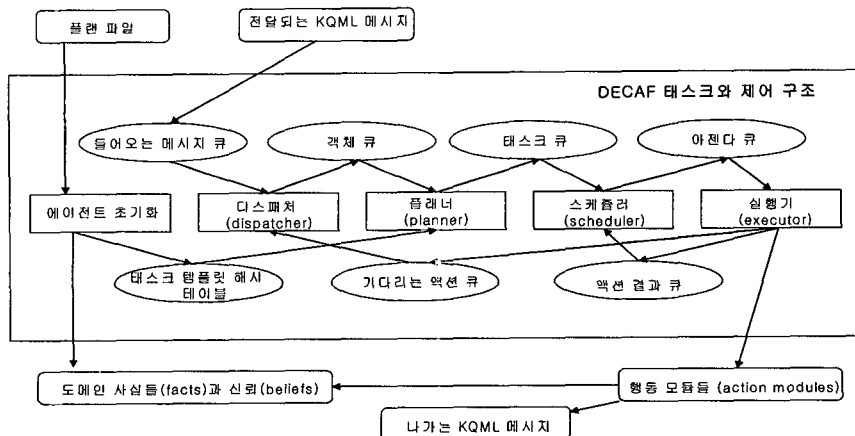 플랜 파일
전달되는 KQML 메시지
DECAF 태스크와 제어 구조
들어오는 메시지 큐
객체 큐
태스크 큐
아젠다 큐
에이전트 초기화
디스패처
(dispatcher)
플래너
(planner)
스케쥴러
(scheduler)
실행기
(executor)
태스크 템플릿 해시
테이블
기다리는 액션 큐
액션 결과 큐
도메인 사실들(facts)과 신뢰(beliefs)
행동 모듈들 (action modules)
나가는 KQML 메시지